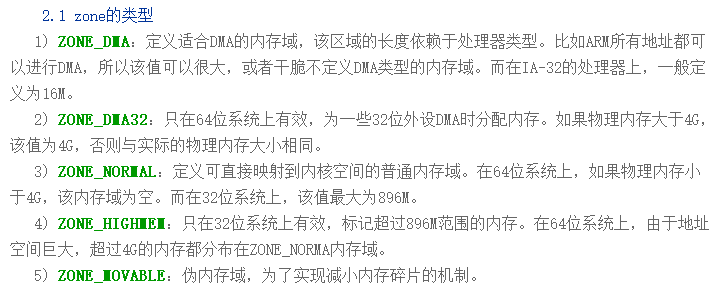 2.1 zone的类型
1) ZONE_DMA：定义适合DMA的内存域，该区域的长度依赖于处理器类型。比如ARM所有地址都可
以进行DMA，所以该值可以很大，或者干脆不定义DMA类型的内存域。而在IA-32的处理器上，一般定
义为16M。
2) ZONE_DMA32：只在64位系统上有效，为一些32位外设DMA时分配内存。如果物理内存大于4G，
该值为4G，否则与实际的物理内存大小相同。
3) ZONE_NORMAL：定义可直接映射到内核空间的普通内存域。在64位系统上，如果物理内存小
于4G，该内存域为空。而在32位系统上，该值最大为896M。
4) ZONE_HIGHMEM：只在32位系统上有效，标记超过896M范围的内存。在64位系统上，由于地址
空间巨大，超过4G的内存都分布在ZONE_NORMA内存域。
5) ZONE_MOVABLE：伪内存域，为了实现减小内存碎片的机制。